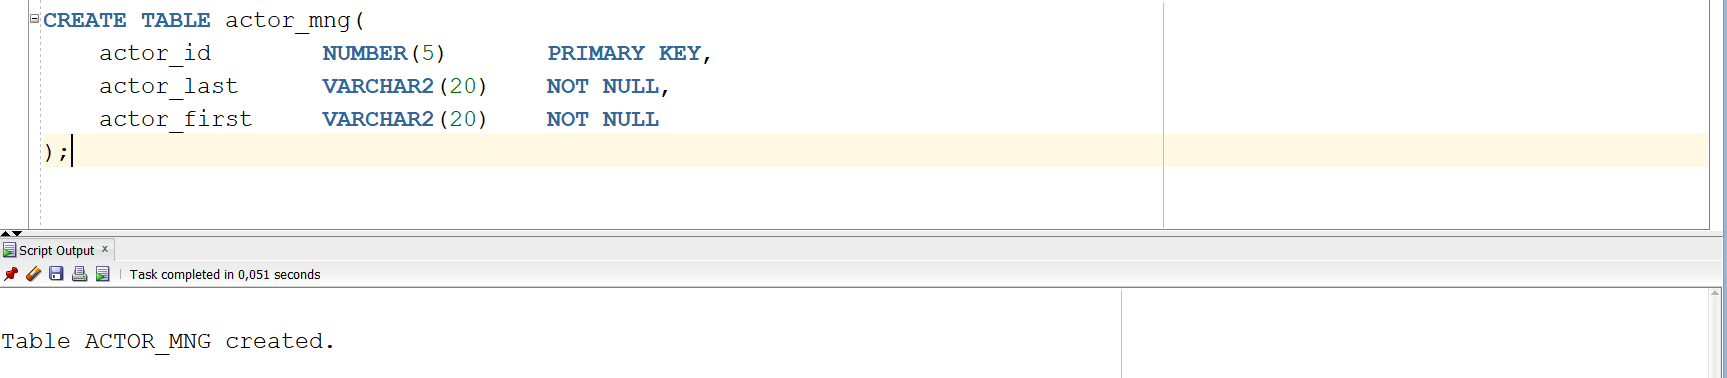 CREATE TABLE actor_mng(
actor_id NUMBER(5) PRIMARY KEY,
actor_last VARCHAR2(20) NOT NULL,
actor_first VARCHAR2(20) NOT NULL
);
Script Output x
Task completed in 0,051 seconds
Table ACTOR_MNG created.